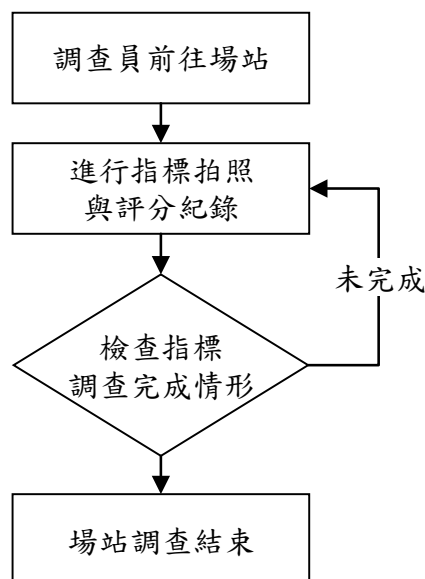 調查員前往場站
進行指標拍照
與評分紀錄
未完成
檢查指標
調查完成情形
場站調查結束